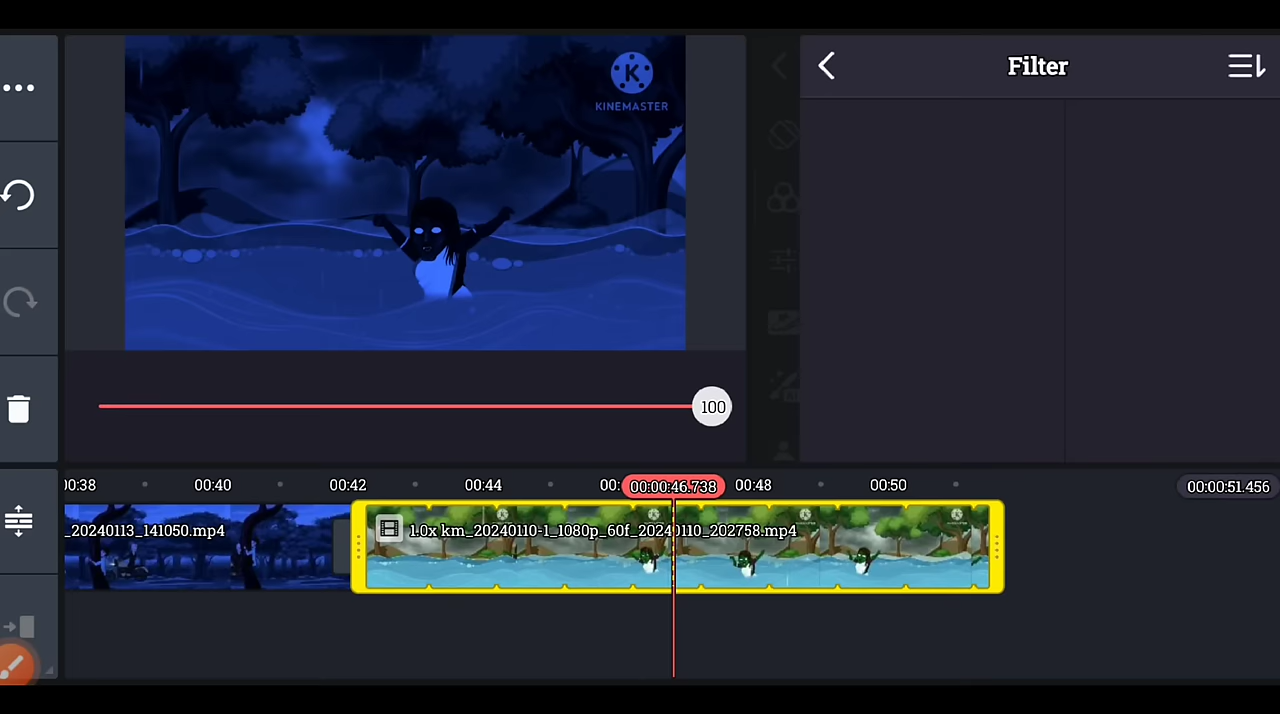 K
KINEMASTER
Filter
100
00:38
00:40
00:42
00:44
00:
00:00:46.738
00:48
00:50
00:00:51.456
_20240113_141050.mp4
1.0x km_20240110-1_1080p_60f_20240110_202758.mp4